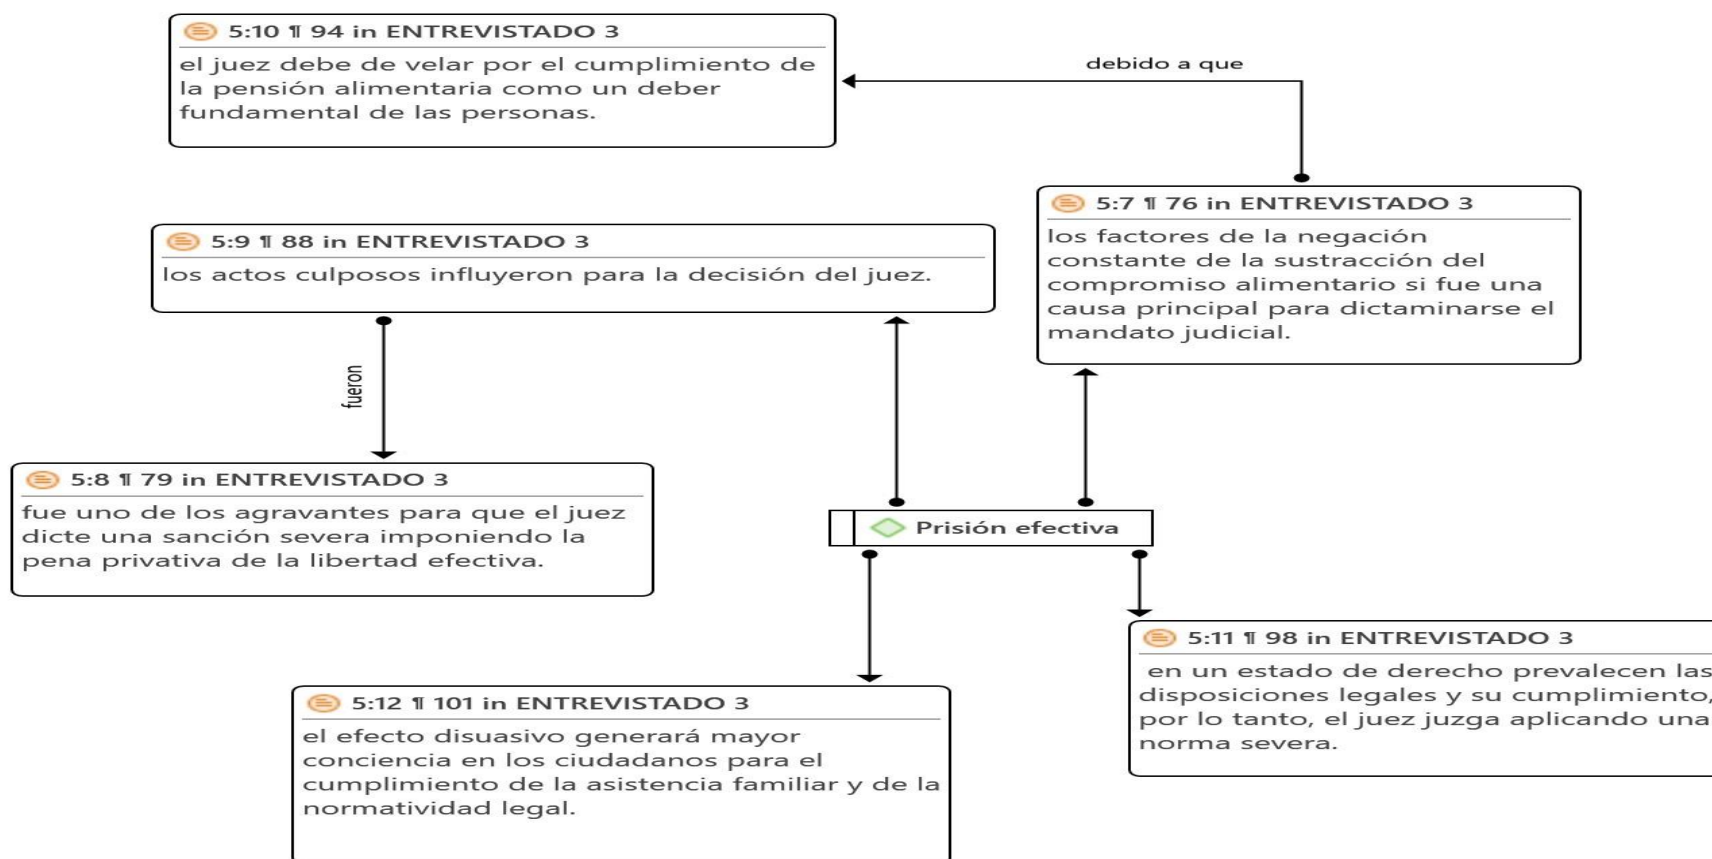 5:10 ¶ 94 in ENTREVISTADO 3
el juez debe de velar por el cumplimiento de
la pensión alimentaria como un deber
fundamental de las personas.
debido a que
5:7 ¶ 76 in ENTREVISTADO 3
los factores de la negación
constante de la sustracción del
compromiso alimentario si fue una
causa principal para dictaminarse el
mandato judicial.
5:9 ¶ 88 in ENTREVISTADO 3
los actos culposos influyeron para la decisión del juez.
fueron
5:8 ¶ 79 in ENTREVISTADO 3
fue uno de los agravantes para que el juez
dicte una sanción severa imponiendo la
pena privativa de la libertad efectiva.
Prisión efectiva
5:11 ¶ 98 in ENTREVISTADO 3
en un estado de derecho prevalecen las
disposiciones legales y su cumplimiento,
por lo tanto, el juez juzga aplicando una
norma severa.
5:12 ¶ 101 in ENTREVISTADO 3
el efecto disuasivo generará mayor
conciencia en los ciudadanos para el
cumplimiento de la asistencia familiar y de la
normatividad legal.